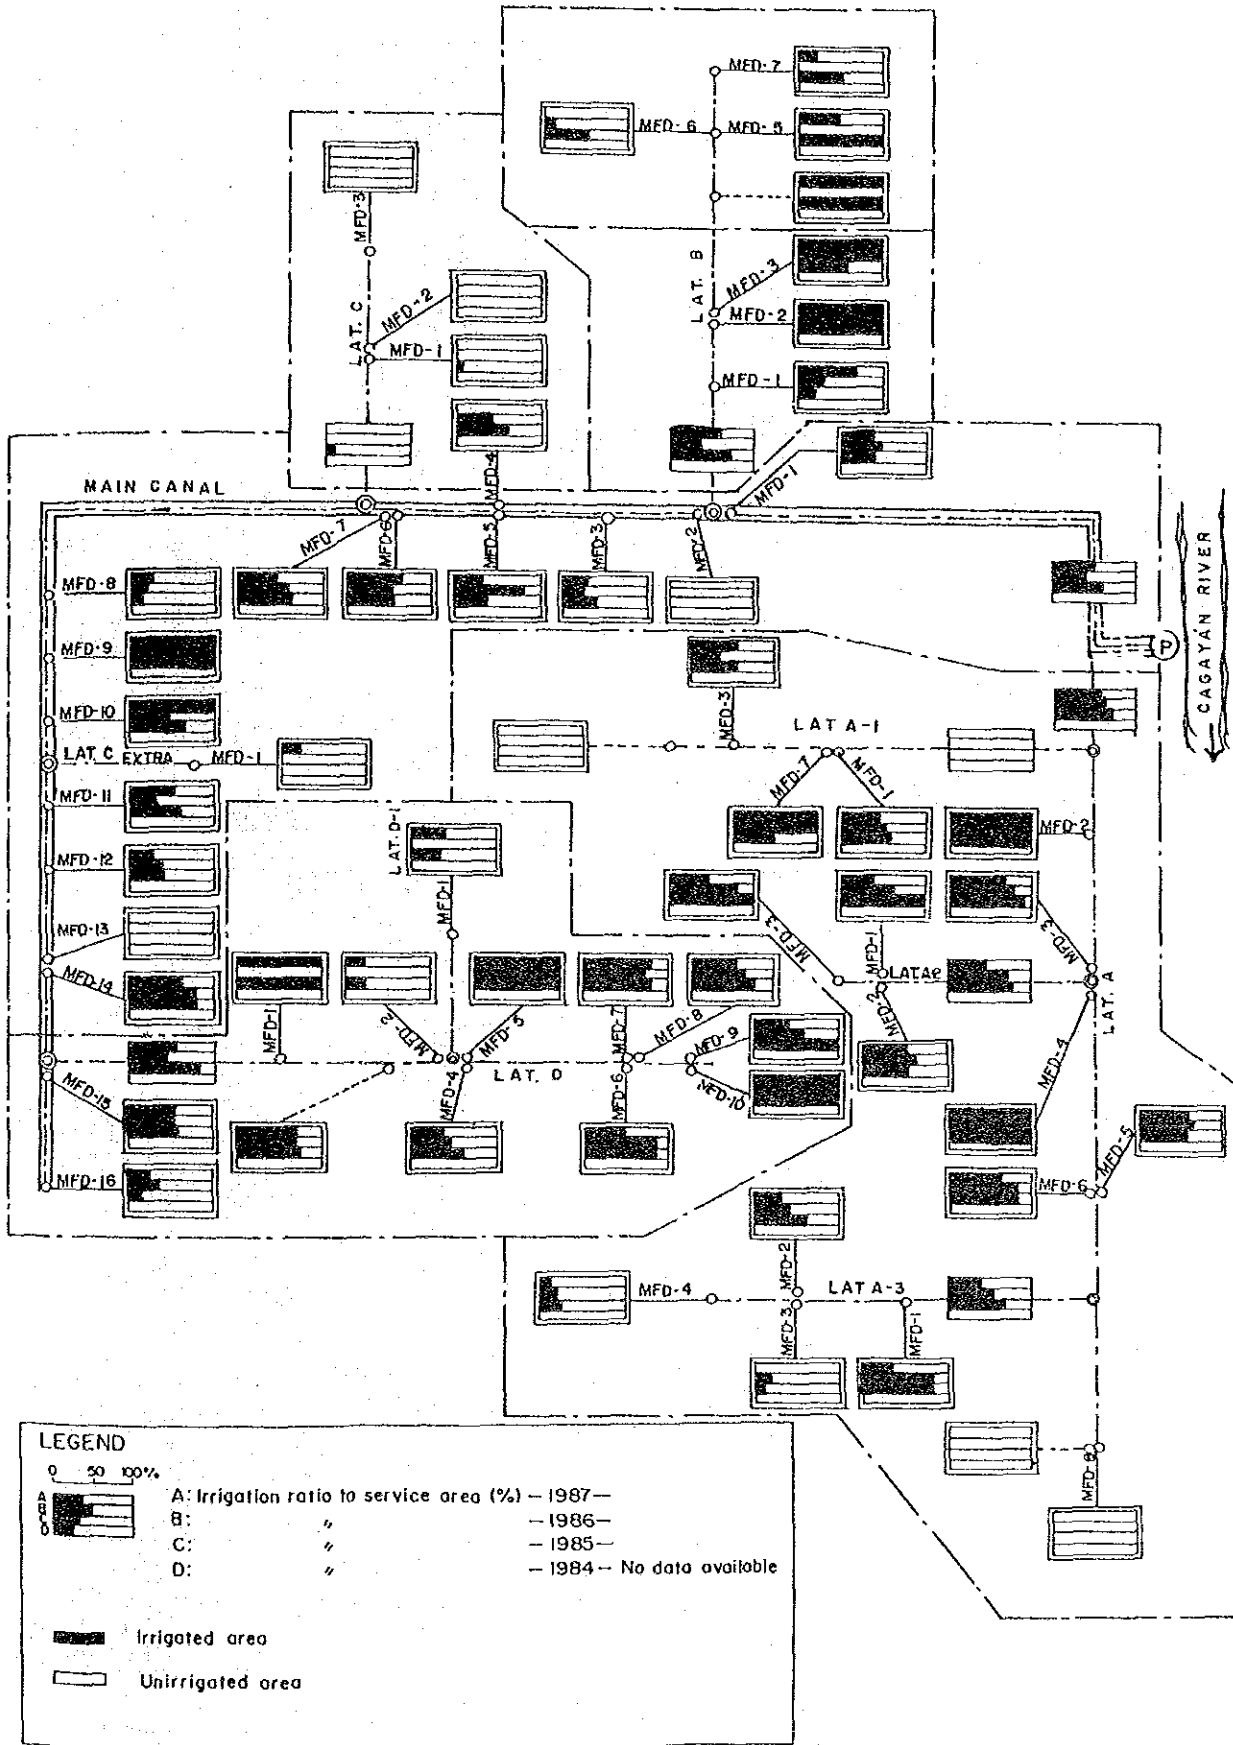 MFD-7
MFD-6
MFD-5
MFD-3
LAT. B
MFD-3
MFD-2
MFD-2
LAT. C
MFD-1
MFD-1
MFD-4
MFD-1
MAIN CANAL
MFD-7
MFD-6
MFD-5
MFD-3
MFD-2
CAGAYAN RIVER
P
MFD-8
MFD-9
MFD-10
LAT. C EXTRA
MFD-1
MFD-11
MFD-12
MFD-13
MFD-14
MFD-15
MFD-16
MFD-3
LAT A-1
MFD-7
MFD-1
MFD-2
LAT. D-1
MFD-1
MFD-3
MFD-1
MFD-3
MFD-2
LAT. A
MFD-4
MFD-5
MFD-6
MFD-1
MFD-2
MFD-5
MFD-4
LAT. D
MFD-7
MFD-8
MFD-6
MFD-9
MFD-10
MFD-2
MFD-4
LAT A-3
MFD-3
MFD-1
LEGEND
0 50 100%
A
B
C
D
A: Irrigation ratio to service area (%) – 1987–
B: 〃 – 1986–
C: 〃 – 1985–
D: 〃 – 1984 – No data available
Irrigated area
Unirrigated area